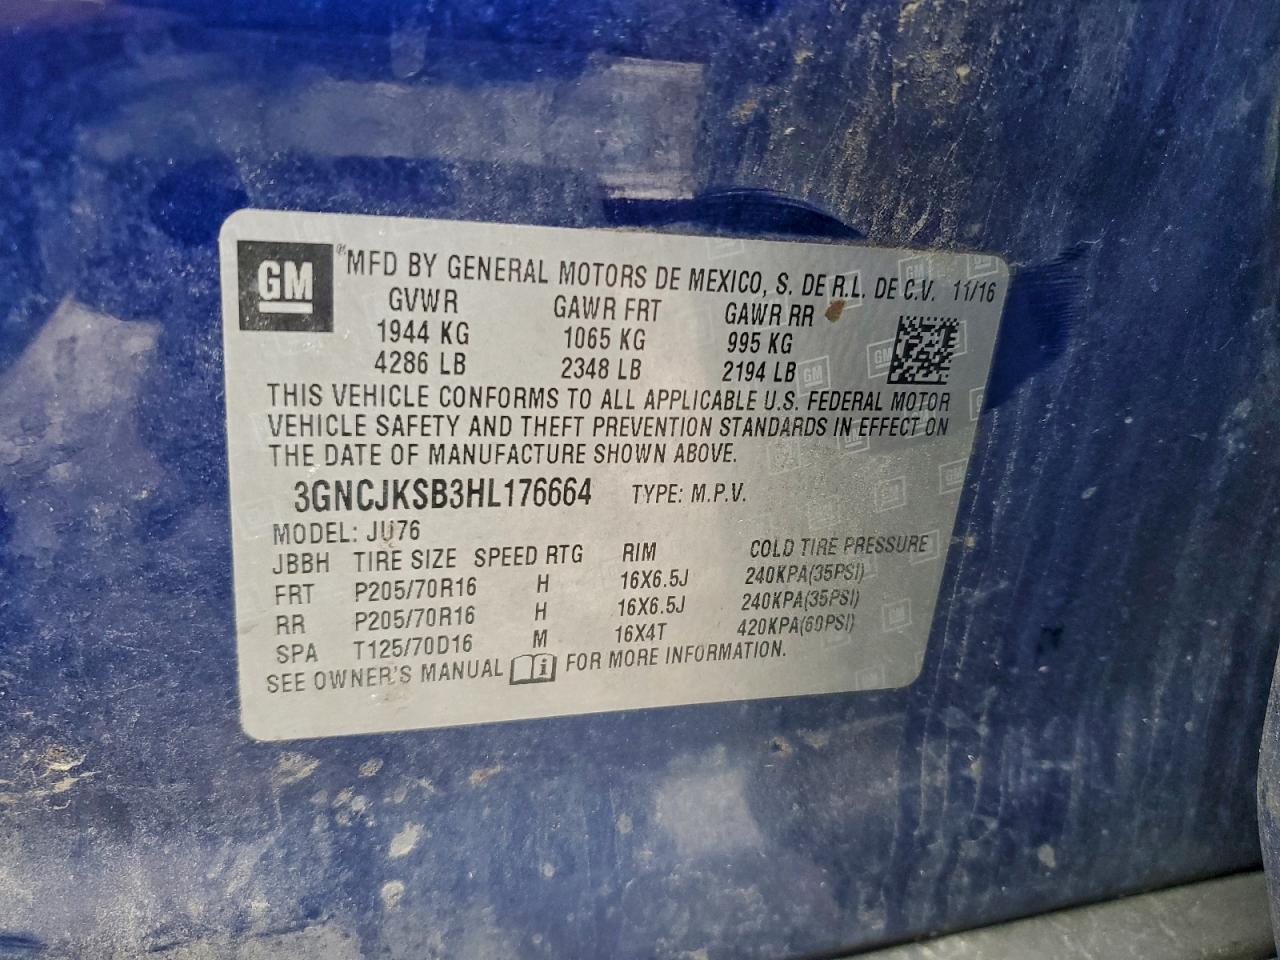 GM ® MFD BY GENERAL MOTORS DE MEXICO, S. DE R.L. DE C.V. 11/16
GVWR GAWR FRT GAWR RR
1944 KG 1065 KG 995 KG
4286 LB 2348 LB 2194 LB
THIS VEHICLE CONFORMS TO ALL APPLICABLE U.S. FEDERAL MOTOR
VEHICLE SAFETY AND THEFT PREVENTION STANDARDS IN EFFECT ON
THE DATE OF MANUFACTURE SHOWN ABOVE.
3GNCJKSB3HL176664 TYPE: M.P.V.
MODEL: JU76
JBBH TIRE SIZE SPEED RTG RIM COLD TIRE PRESSURE
FRT P205/70R16 H 16X6.5J 240KPA(35PSI)
RR P205/70R16 H 16X6.5J 240KPA(35PSI)
SPA T125/70D16 M 16X4T 420KPA(60PSI)
SEE OWNER'S MANUAL i FOR MORE INFORMATION.